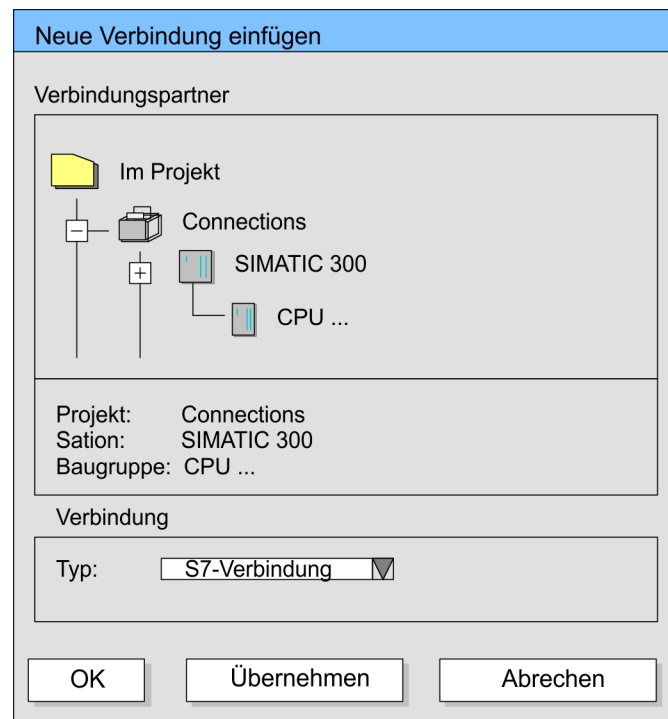 Neue Verbindung einfügen
Verbindungspartner
Im Projekt
Connections
SIMATIC 300
CPU ...
Projekt: Connections
Sation: SIMATIC 300
Baugruppe: CPU ...
Verbindung
Typ: S7-Verbindung
OK Übernehmen Abrechen